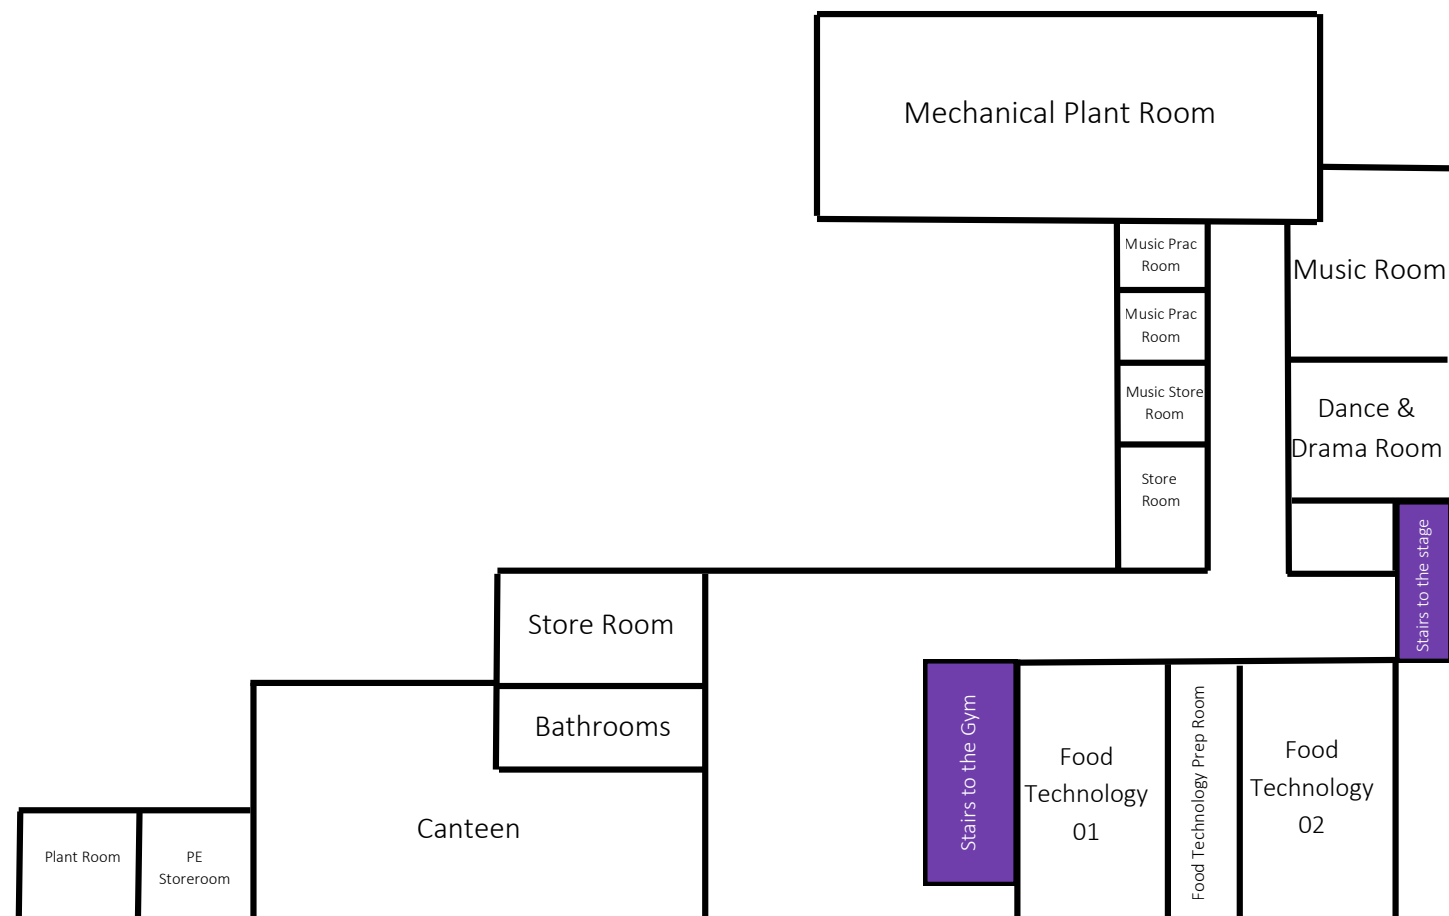 Mechanical Plant Room
Music Prac
Room
Music Room
Music Prac
Room
Music Store
Room
Dance &
Drama Room
Store
Room
Stairs to the stage
Store Room
Bathrooms
Stairs to the Gym
Food
Technology
01
Food Technology Prep Room
Food
Technology
02
Canteen
Plant Room
PE
Storeroom